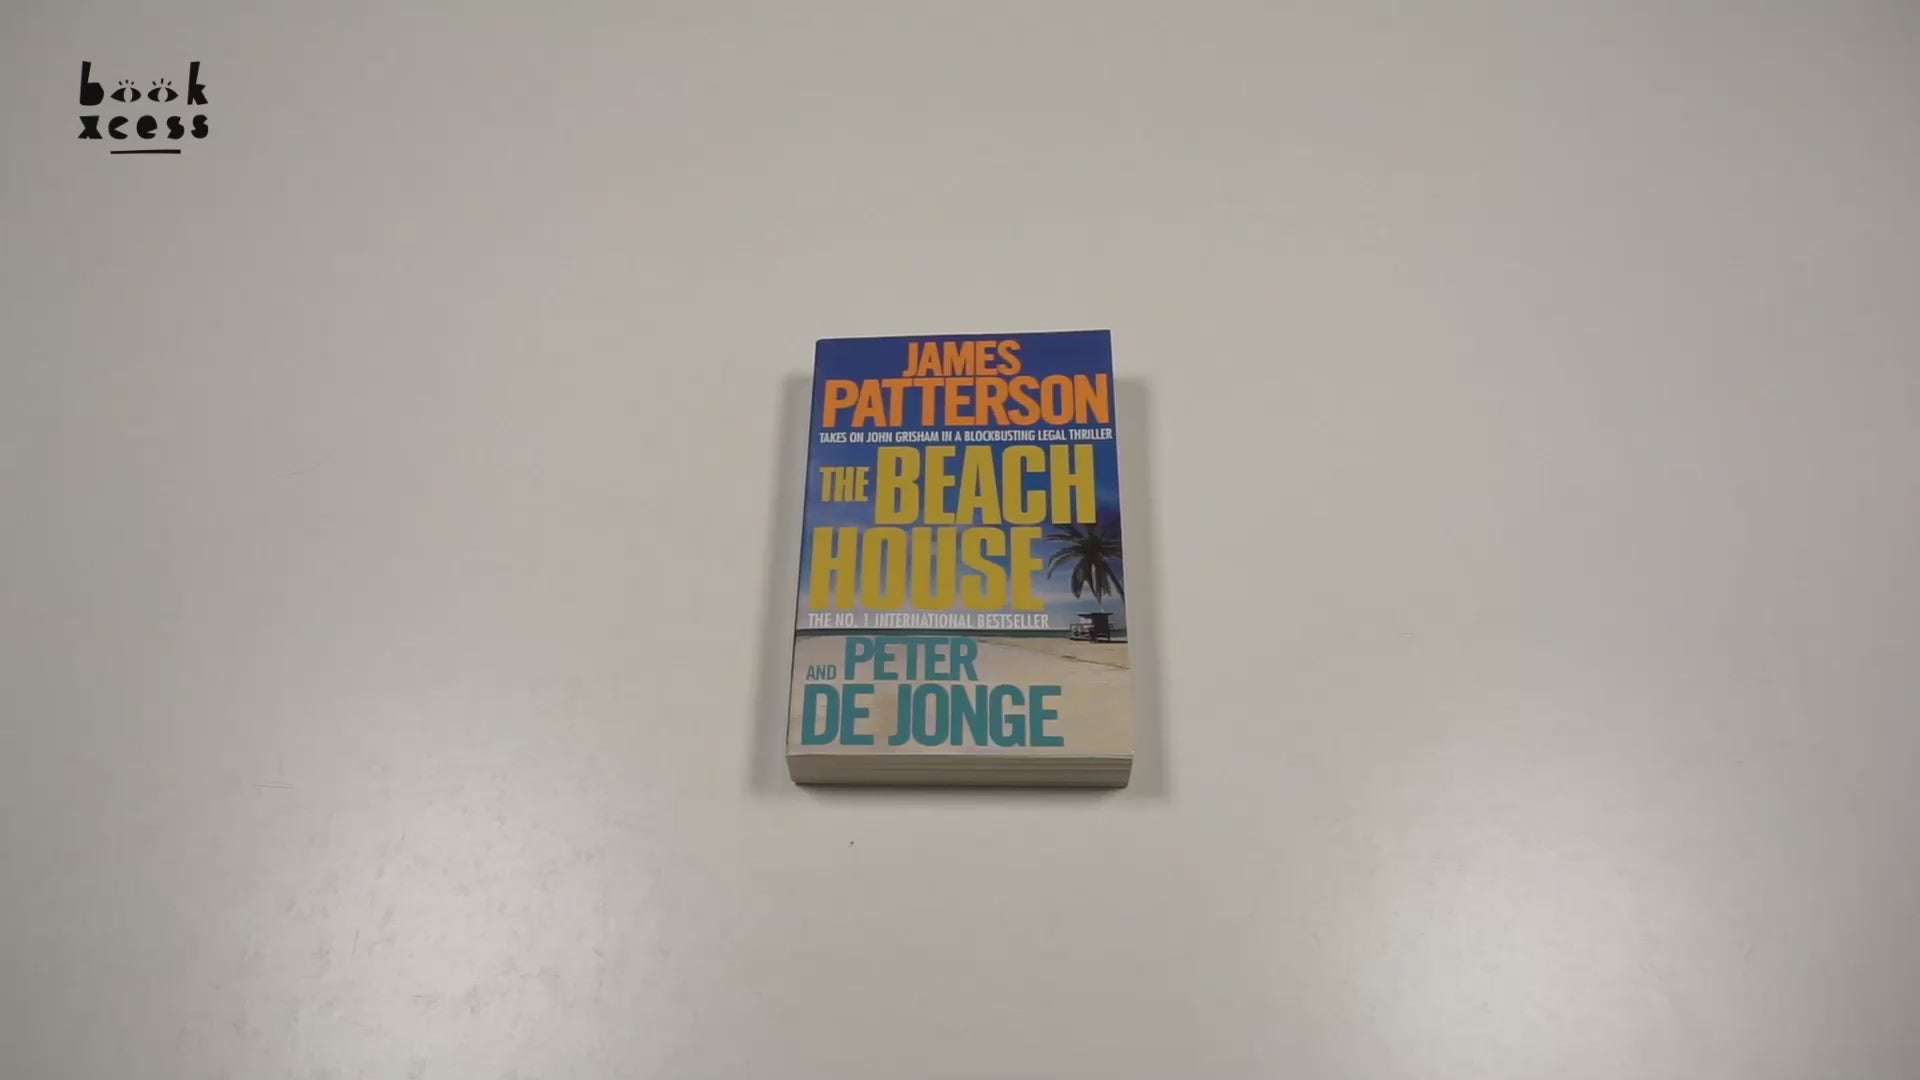 book
xcess
JAMES
PATTERSON
TAKES ON JOHN GRISHAM IN A BLOCKBUSTING LEGAL THRILLER
THE BEACH
HOUSE
THE NO. 1 INTERNATIONAL BESTSELLER
AND PETER
DE JONGE